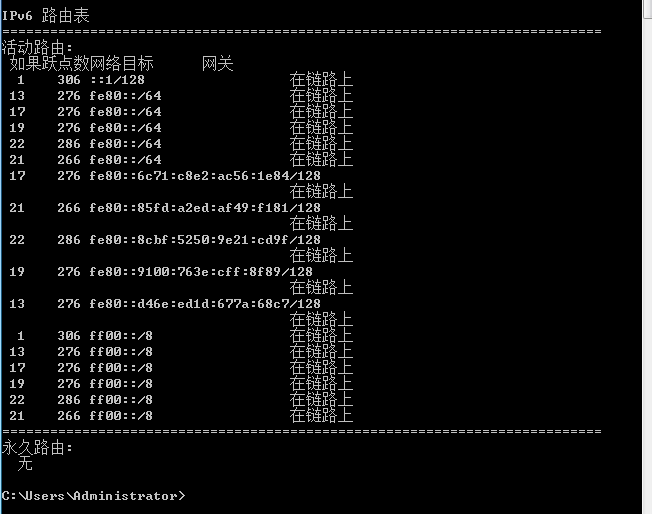 IPv6 路由表
===========================================================================
活动路由:
 如果跃点数网络目标      网关
  1    306 ::1/128                  在链路上
 13    276 fe80::/64                在链路上
 17    276 fe80::/64                在链路上
 19    276 fe80::/64                在链路上
 22    286 fe80::/64                在链路上
 21    266 fe80::/64                在链路上
 17    276 fe80::6c71:c8e2:ac56:1e84/128
                                    在链路上
 21    266 fe80::85fd:a2ed:af49:f181/128
                                    在链路上
 22    286 fe80::8cbf:5250:9e21:cd9f/128
                                    在链路上
 19    276 fe80::9100:763e:cff:8f89/128
                                    在链路上
 13    276 fe80::d46e:ed1d:677a:68c7/128
                                    在链路上
  1    306 ff00::/8                 在链路上
 13    276 ff00::/8                 在链路上
 17    276 ff00::/8                 在链路上
 19    276 ff00::/8                 在链路上
 22    286 ff00::/8                 在链路上
 21    266 ff00::/8                 在链路上
===========================================================================
永久路由:
  无
C:\Users\Administrator>